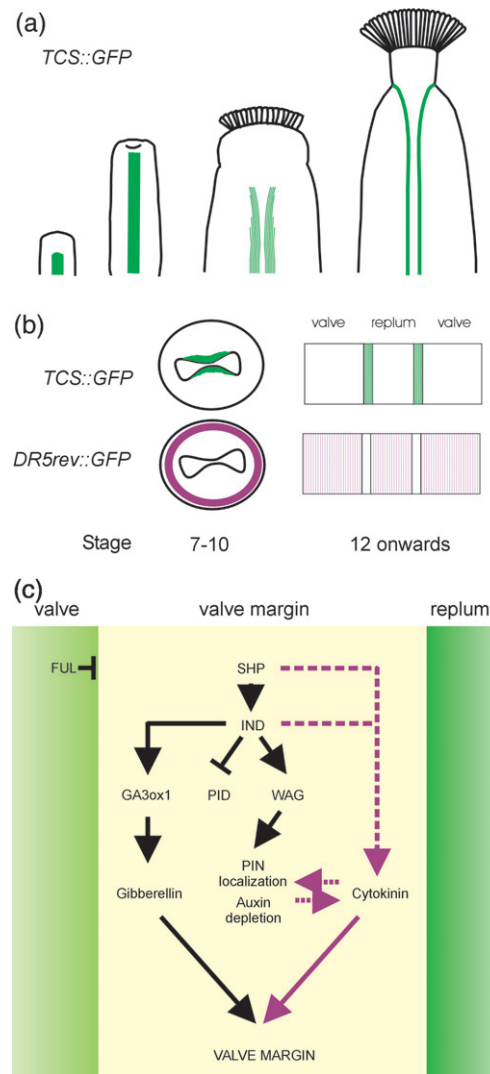 (a)
TCS::GFP
(b)
valve replum valve
TCS::GFP
DR5rev::GFP
Stage 7-10 12 onwards
(c)
valve valve margin replum
FUL SHP
IND
GA3ox1 PID WAG
PIN
localization
Gibberellin Cytokinin
Auxin
depletion
VALVE MARGIN